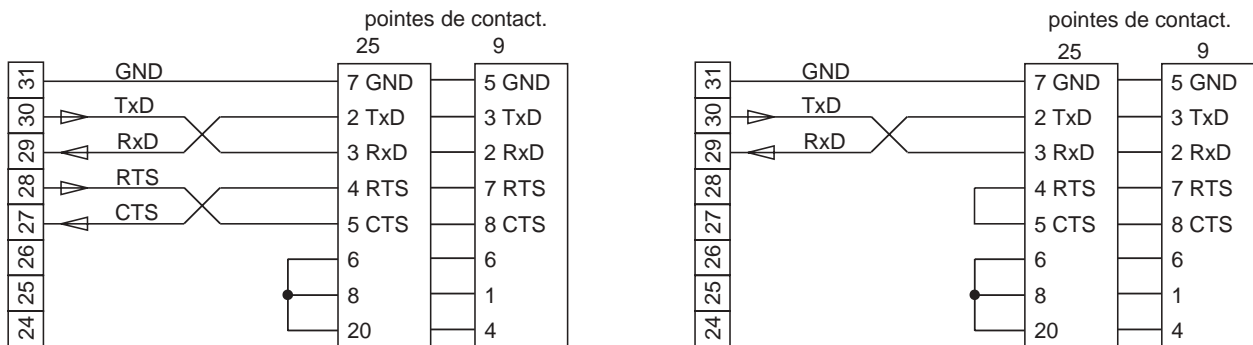 pointes de contact.
25 9
31 GND 7 GND 5 GND
30 TxD 2 TxD 3 TxD
29 RxD 3 RxD 2 RxD
28 RTS 4 RTS 7 RTS
27 CTS 5 CTS 8 CTS
26 6 6
25 8 1
24 20 4
pointes de contact.
25 9
31 GND 7 GND 5 GND
30 TxD 2 TxD 3 TxD
29 RxD 3 RxD 2 RxD
28 4 RTS 7 RTS
27 5 CTS 8 CTS
26 6 6
25 8 1
24 20 4